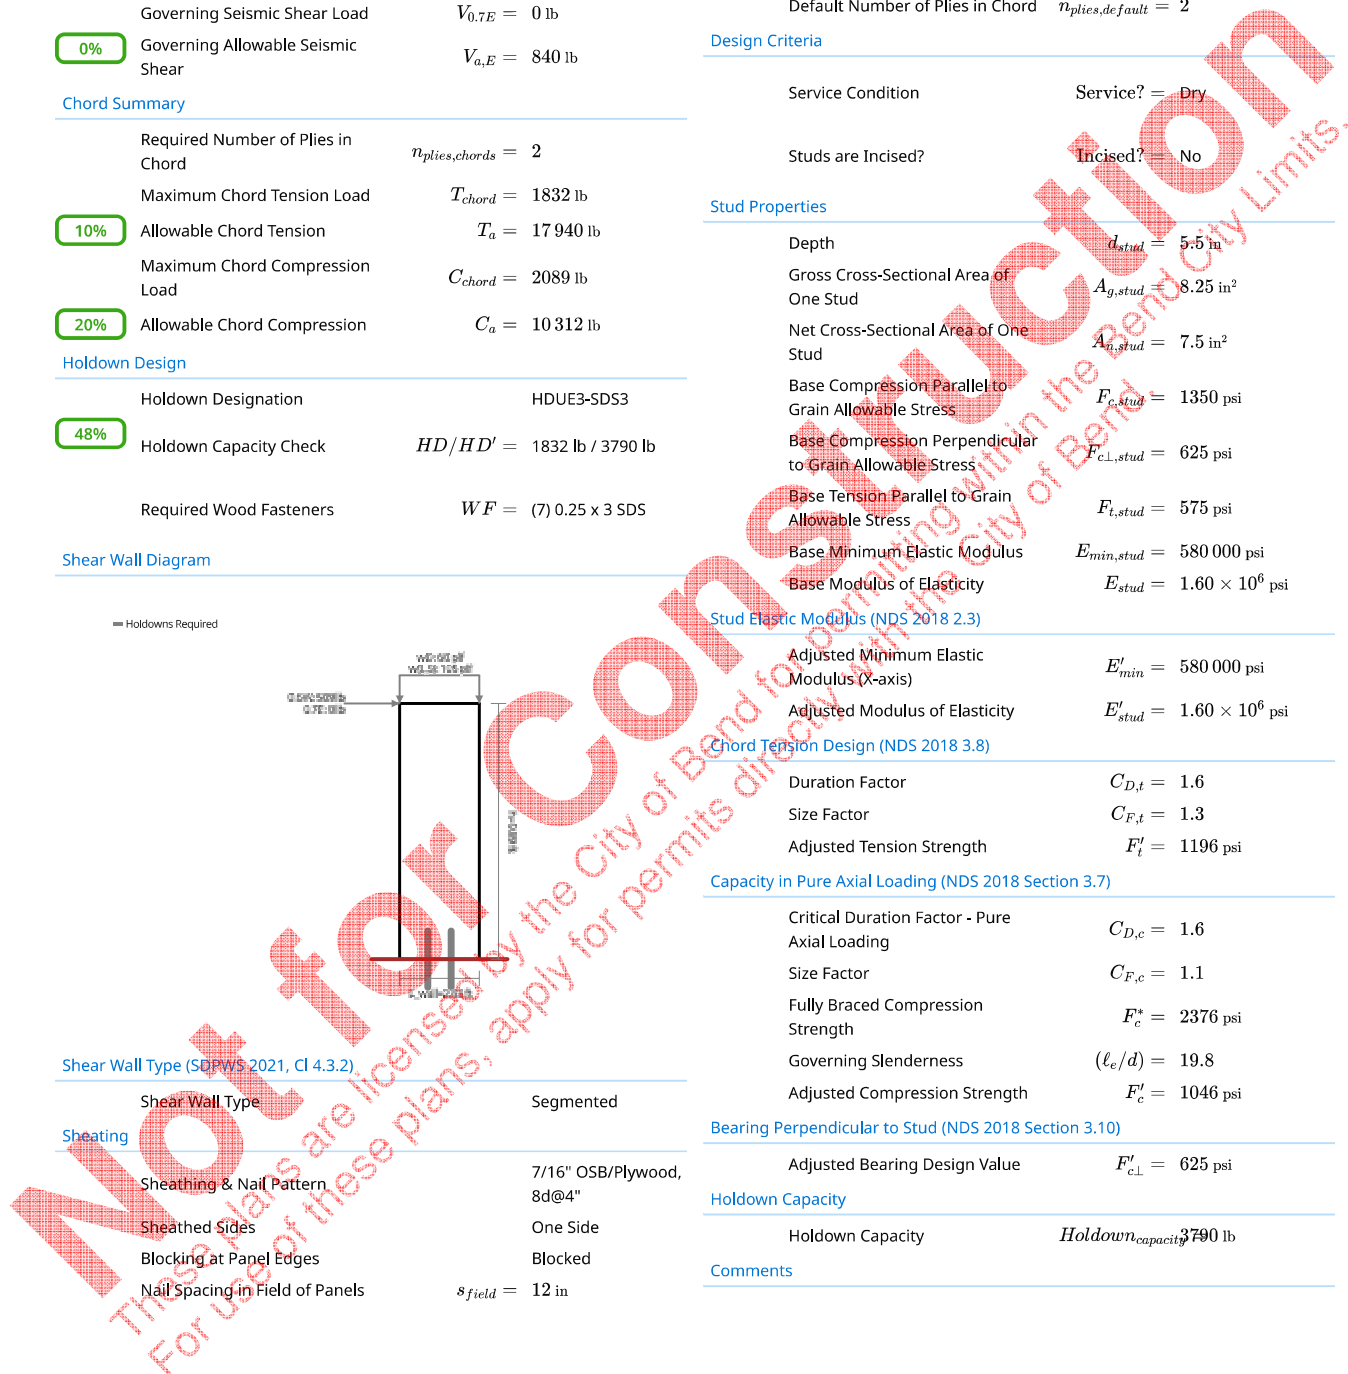 Governing Seismic Shear Load V0.7E = 0 lb
0% Governing Allowable Seismic
Shear Va,E = 840 lb
Chord Summary
Required Number of Plies in
Chord nplies,chords = 2
Maximum Chord Tension Load Tchord = 1832 lb
10% Allowable Chord Tension Ta = 17 940 lb
Maximum Chord Compression
Load Cchord = 2089 lb
20% Allowable Chord Compression Ca = 10 312 lb
Holdown Design
Holdown Designation HDUE3-SDS3
48% Holdown Capacity Check HD/HD′ = 1832 lb / 3790 lb
Required Wood Fasteners WF = (7) 0.25 x 3 SDS
Shear Wall Diagram
Holdowns Required
Shear Wall Type (SDPWS 2021, Cl 4.3.2)
Shear Wall Type Segmented
Sheating
Sheathing & Nail Pattern 7/16" OSB/Plywood,
8d@4"
Sheathed Sides One Side
Blocking at Panel Edges Blocked
Nail Spacing in Field of Panels sfield = 12 in
Default Number of Plies in Chord nplies,default = 2
Design Criteria
Service Condition Service? = Dry
Studs are Incised? Incised? = No
Stud Properties
Depth dstud = 5.5 in
Gross Cross-Sectional Area of
One Stud Ag,stud = 8.25 in²
Net Cross-Sectional Area of One
Stud An,stud = 7.5 in²
Base Compression Parallel to
Grain Allowable Stress Fc,stud = 1350 psi
Base Compression Perpendicular
to Grain Allowable Stress Fc⊥,stud = 625 psi
Base Tension Parallel to Grain
Allowable Stress Ft,stud = 575 psi
Base Minimum Elastic Modulus Emin,stud = 580 000 psi
Base Modulus of Elasticity Estud = 1.60 × 10⁶ psi
Stud Elastic Modulus (NDS 2018 2.3)
Adjusted Minimum Elastic
Modulus (X-axis) E′min = 580 000 psi
Adjusted Modulus of Elasticity E′stud = 1.60 × 10⁶ psi
Chord Tension Design (NDS 2018 3.8)
Duration Factor CD,t = 1.6
Size Factor CF,t = 1.3
Adjusted Tension Strength F′t = 1196 psi
Capacity in Pure Axial Loading (NDS 2018 Section 3.7)
Critical Duration Factor - Pure
Axial Loading CD,c = 1.6
Size Factor CF,c = 1.1
Fully Braced Compression
Strength F*c = 2376 psi
Governing Slenderness (ℓe/d) = 19.8
Adjusted Compression Strength F′c = 1046 psi
Bearing Perpendicular to Stud (NDS 2018 Section 3.10)
Adjusted Bearing Design Value F′c⊥ = 625 psi
Holdown Capacity
Holdown Capacity Holdowncapacity = 3790 lb
Comments
Not for Construction
These plans are licensed by the City of Bend for permitting within the Bend City Limits.
For use of these plans, apply for permits directly with the City of Bend.